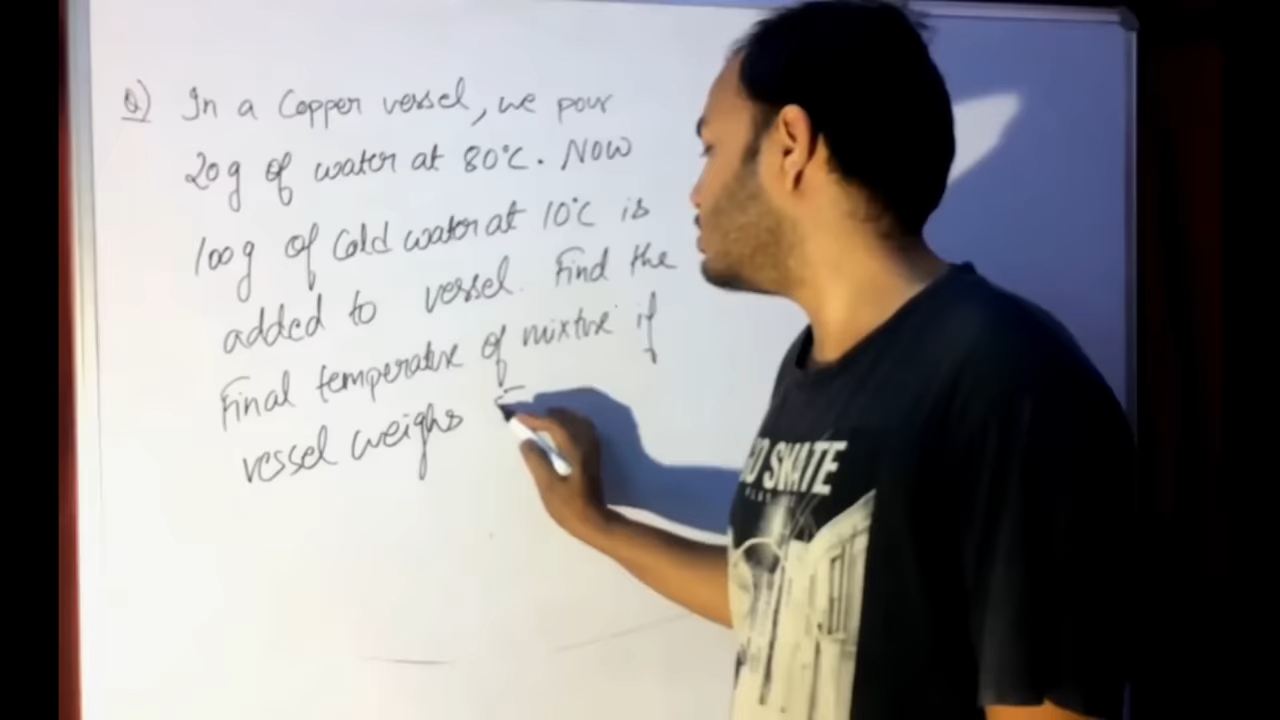 Q) In a Copper vessel, we pour
20g of water at 80°C. Now
100g of Cold water at 10°C is
added to vessel. Find the
Final temperature of mixture if
vessel weighs
SKATE